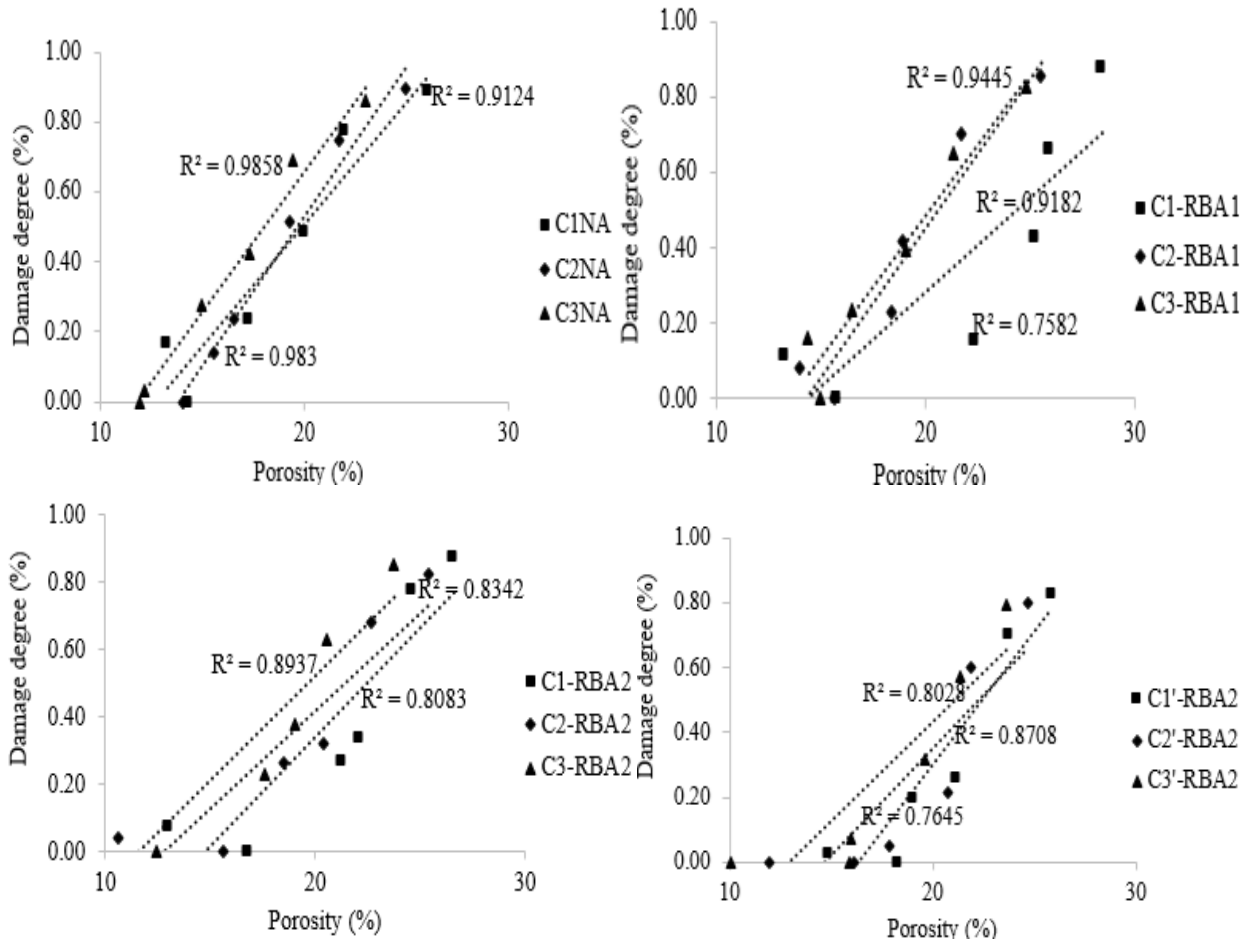 1.00
0.80
0.60
0.40
0.20
0.00
Damage degree (%)
R² = 0.9124
R² = 0.9858
R² = 0.983
C1NA
C2NA
C3NA
10
20
30
Porosity (%)
1.00
0.80
0.60
0.40
0.20
0.00
Damage degree (%)
R² = 0.9445
R² = 0.9182
R² = 0.7582
C1-RBA1
C2-RBA1
C3-RBA1
10
20
30
Porosity (%)
1.00
0.80
0.60
0.40
0.20
0.00
Damage degree (%)
R² = 0.8342
R² = 0.8937
R² = 0.8083
C1-RBA2
C2-RBA2
C3-RBA2
10
20
30
Porosity (%)
1.00
0.80
0.60
0.40
0.20
0.00
Damage degree (%)
R² = 0.8028
R² = 0.8708
R² = 0.7645
C1'-RBA2
C2'-RBA2
C3'-RBA2
10
20
30
Porosity (%)